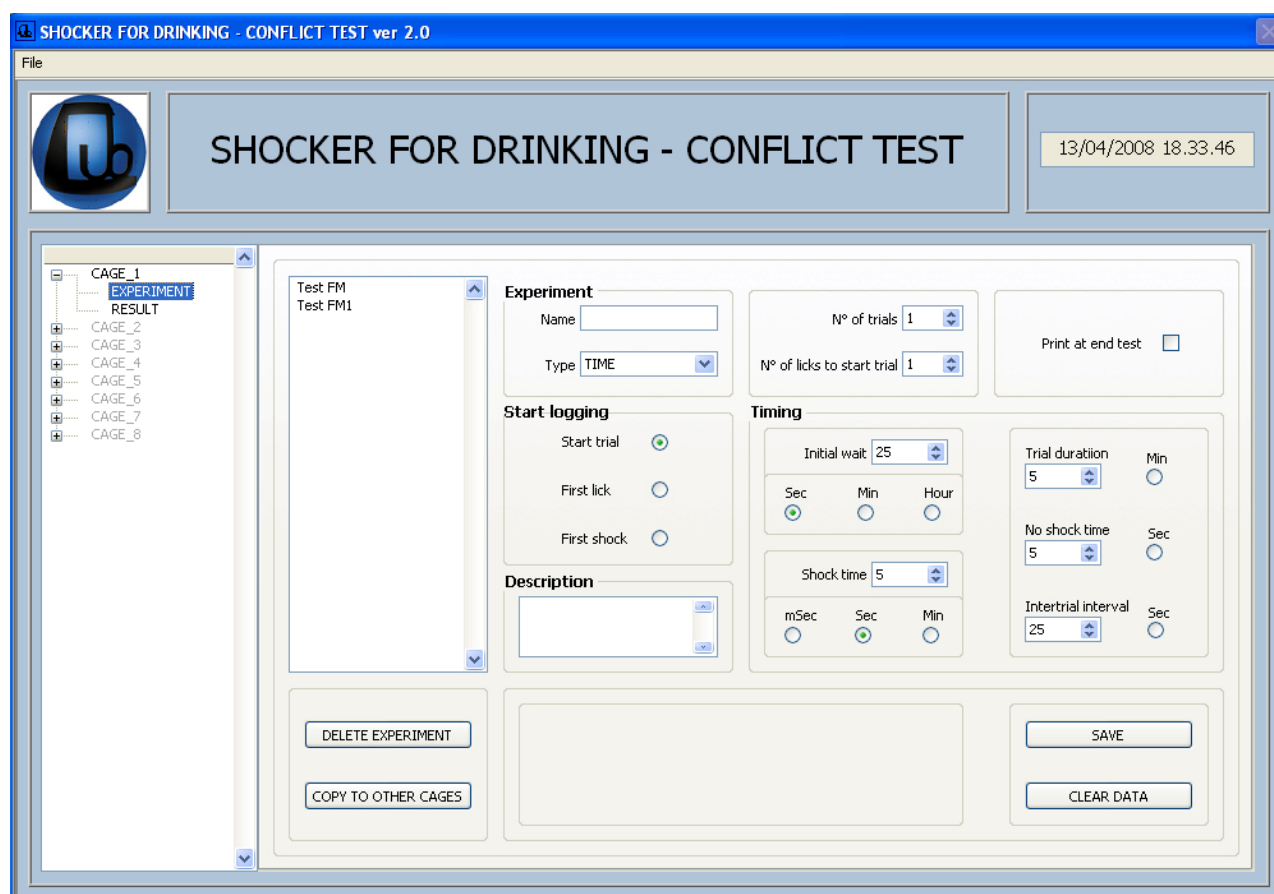 SHOCKER FOR DRINKING - CONFLICT TEST ver 2.0
File
SHOCKER FOR DRINKING - CONFLICT TEST
13/04/2008 18.33.46
CAGE_1
EXPERIMENT
RESULT
CAGE_2
CAGE_3
CAGE_4
CAGE_5
CAGE_6
CAGE_7
CAGE_8
Test FM
Test FM1
Experiment
Name
Type TIME
N° of trials 1
N° of licks to start trial 1
Print at end test
Start logging
Start trial
First lick
First shock
Description
Timing
Initial wait 25
Sec Min Hour
Shock time 5
mSec Sec Min
Trial duratiion Min
5
No shock time Sec
5
Intertrial interval Sec
25
DELETE EXPERIMENT
COPY TO OTHER CAGES
SAVE
CLEAR DATA